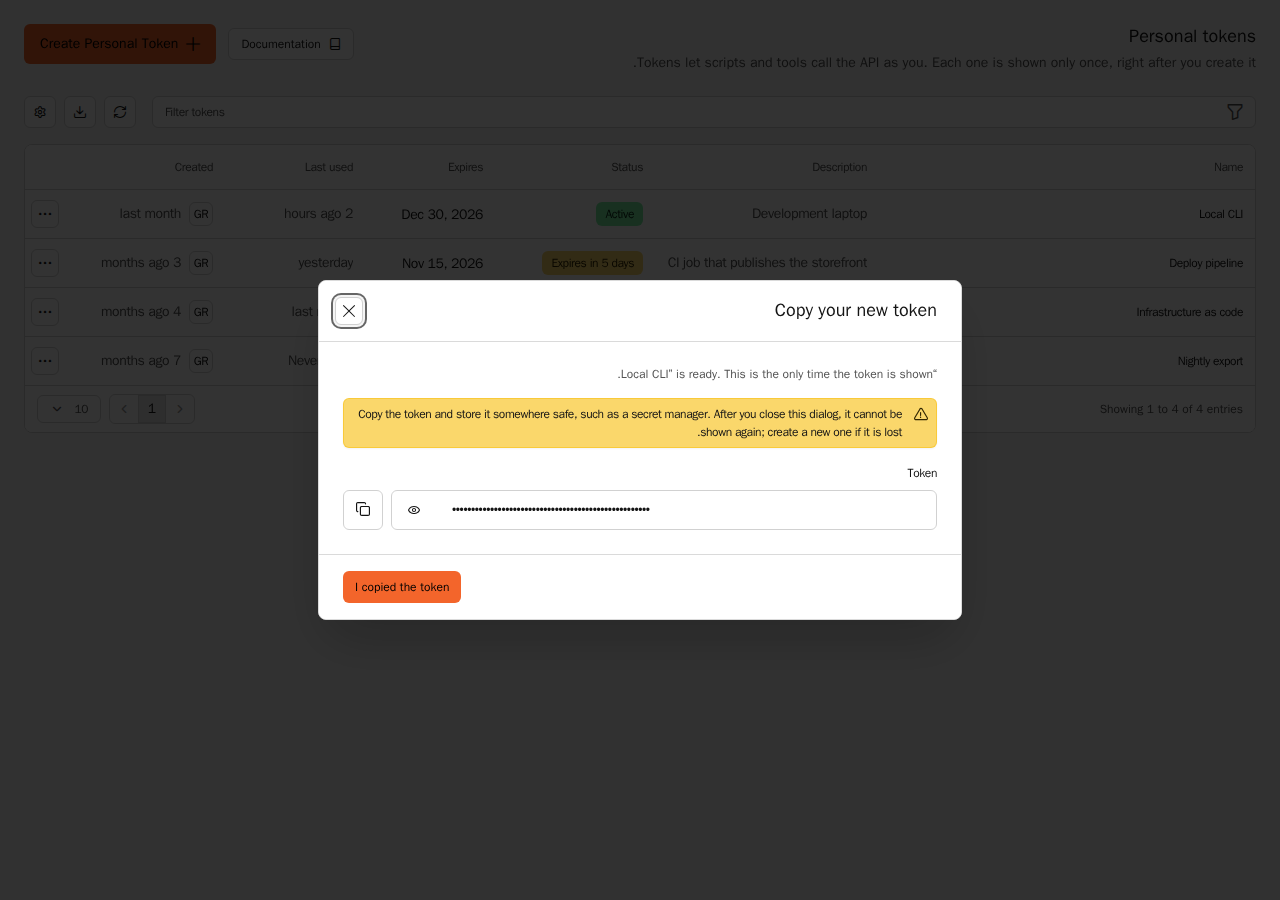 Personal tokens
.Tokens let scripts and tools call the API as you. Each one is shown only once, right after you create it
Documentation
Create Personal Token
Filter tokens
Name Description Status Expires Last used Created
Local CLI Development laptop Active Dec 30, 2026 hours ago 2 GR last month
Deploy pipeline CI job that publishes the storefront Expires in 5 days Nov 15, 2026 yesterday GR months ago 3
Infrastructure as code last GR months ago 4
Nightly export GR months ago 7
Showing 1 to 4 of 4 entries
1
10
Copy your new token
.Local CLI” is ready. This is the only time the token is shown“
Copy the token and store it somewhere safe, such as a secret manager. After you close this dialog, it cannot be
.shown again; create a new one if it is lost
Token
I copied the token